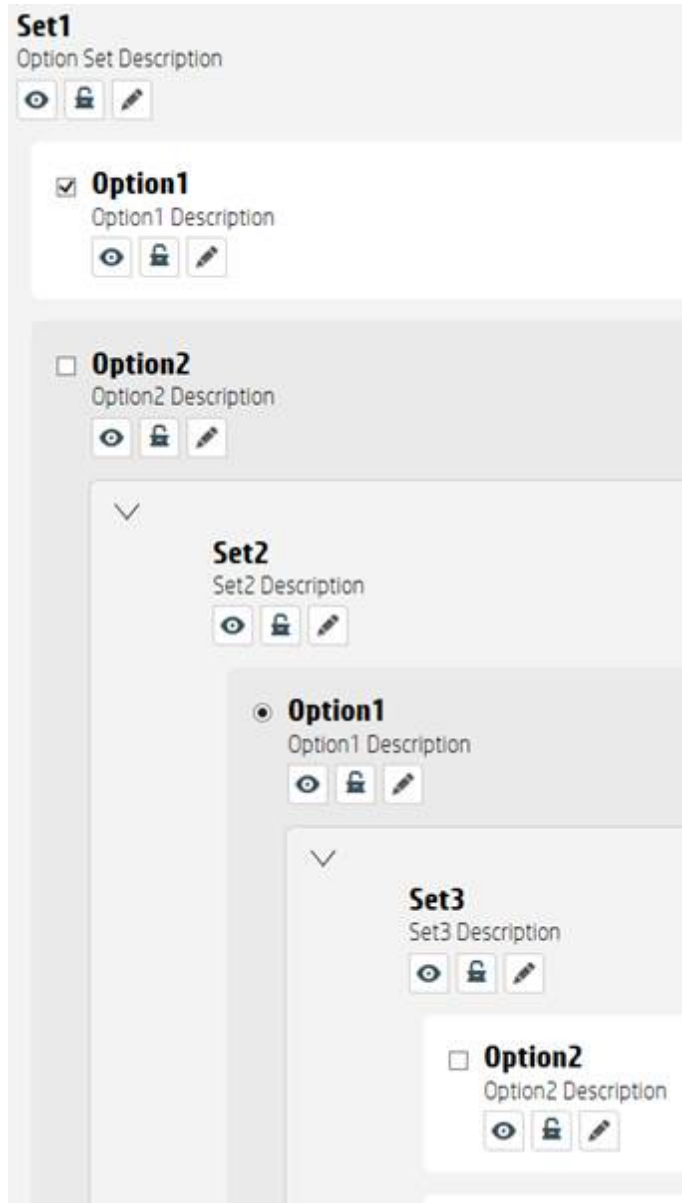 Set1
Option Set Description
Option1
Option1 Description
Option2
Option2 Description
Set2
Set2 Description
Option1
Option1 Description
Set3
Set3 Description
Option2
Option2 Description